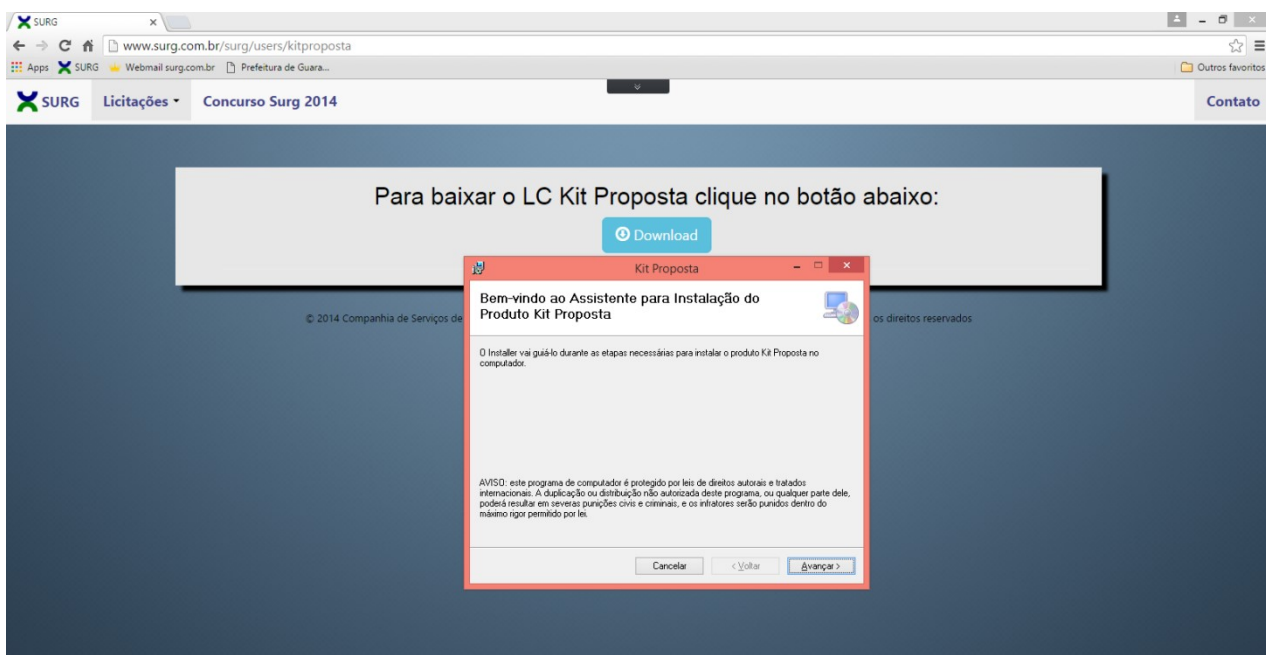 SURG
www.surg.com.br/surg/users/kitproposta
Apps SURG Webmail surg.com.br Prefeitura de Guara... Outros favoritos
SURG Licitações Concurso Surg 2014 Contato
Para baixar o LC Kit Proposta clique no botão abaixo:
Download
Kit Proposta
Bem-vindo ao Assistente para Instalação do
Produto Kit Proposta
© 2014 Companhia de Serviços de os direitos reservados
O Installer vai guiá-lo durante as etapas necessárias para instalar o produto Kit Proposta no
computador.
AVISO: este programa de computador é protegido por leis de direitos autorais e tratados
internacionais. A duplicação ou distribuição não autorizada deste programa, ou qualquer parte dele,
poderá resultar em severas punições civis e criminais, e os infratores serão punidos dentro do
máximo rigor permitido por lei.
Cancelar < Voltar Avançar >